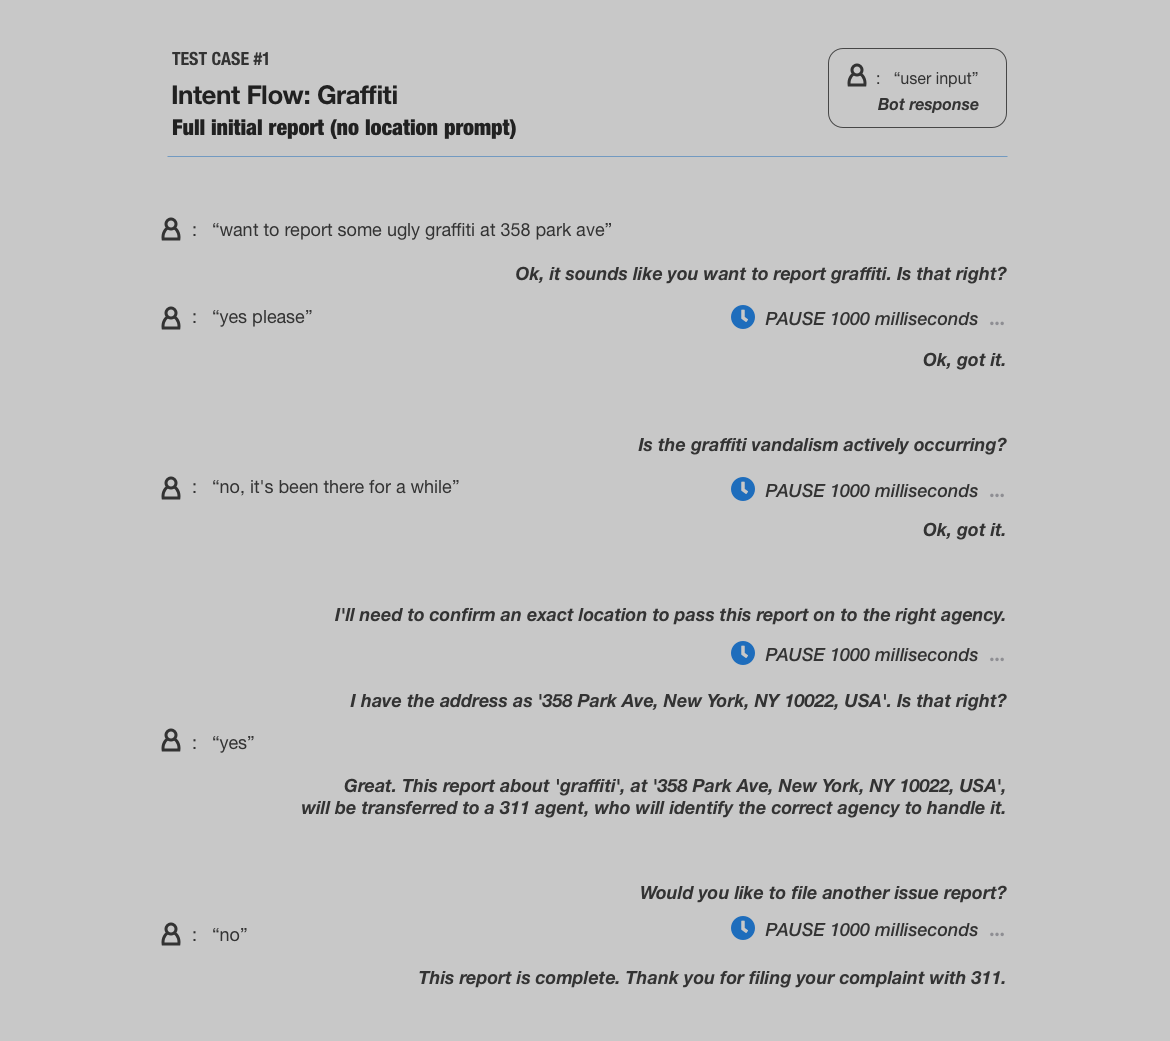 TEST CASE #1
Intent Flow: Graffiti
Full initial report (no location prompt)
: “user input”
Bot response
: “want to report some ugly graffiti at 358 park ave”
Ok, it sounds like you want to report graffiti. Is that right?
: “yes please”
PAUSE 1000 milliseconds ...
Ok, got it.
Is the graffiti vandalism actively occurring?
: “no, it's been there for a while”
PAUSE 1000 milliseconds ...
Ok, got it.
I'll need to confirm an exact location to pass this report on to the right agency.
PAUSE 1000 milliseconds ...
I have the address as '358 Park Ave, New York, NY 10022, USA'. Is that right?
: “yes”
Great. This report about 'graffiti', at '358 Park Ave, New York, NY 10022, USA',
will be transferred to a 311 agent, who will identify the correct agency to handle it.
Would you like to file another issue report?
: “no”
PAUSE 1000 milliseconds ...
This report is complete. Thank you for filing your complaint with 311.